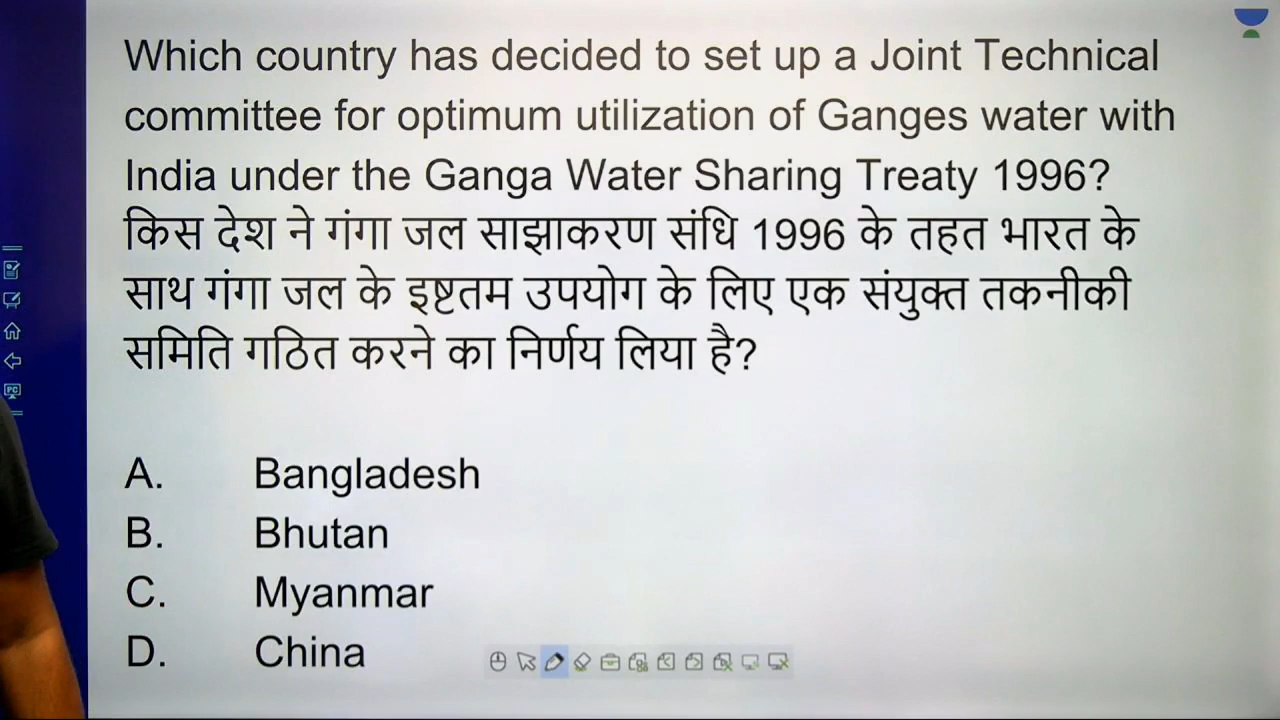 Which country has decided to set up a Joint Technical
committee for optimum utilization of Ganges water with
India under the Ganga Water Sharing Treaty 1996?
किस देश ने गंगा जल साझाकरण संधि 1996 के तहत भारत के
साथ गंगा जल के इष्टतम उपयोग के लिए एक संयुक्त तकनीकी
समिति गठित करने का निर्णय लिया है?
A. Bangladesh
B. Bhutan
C. Myanmar
D. China
PC